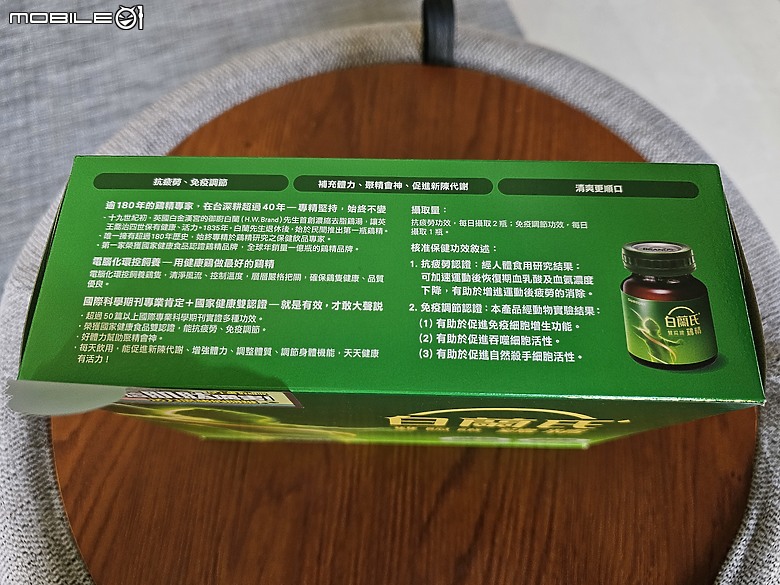 MOBILE01
抗疲勞、免疫調節
補充體力、聚精會神、促進新陳代謝
清爽更順口
逾180年的鷄精專家，在台深耕超過40年—專精堅持，始終不變
·十九世紀初，英國白金漢宮的御廚白蘭 (H.W. Brand) 先生首創濃縮去脂鷄湯，讓英
王喬治四世保有健康、活力。1835年，白蘭先生退休後，始於民間推出第一瓶鷄精。
·唯一擁有超過180年歷史，始終專精於鷄精研究之保健飲品專家。
·第一家榮獲國家健康食品認證鷄精品牌，全球年銷量一億瓶的鷄精品牌。
電腦化環控飼養—用健康鷄做最好的鷄精
電腦化環控飼養鷄隻，清淨風流、控制溫度，層層嚴格把關，確保鷄隻健康、品質
優良。
國際科學期刊專業肯定＋國家健康雙認證—就是有效，才敢大聲説
·超過50篇以上國際專業科學期刊實證多種功效。
·榮獲國家健康食品雙認證，能抗疲勞、免疫調節。
·好體力幫助聚精會神。
·每天飲用，能促進新陳代謝、增強體力、調整體質、調節身體機能，天天健康
有活力！
攝取量：
抗疲勞功效，每日攝取2瓶；免疫調節功效，每日
攝取1瓶。
核准保健功效敘述：
1. 抗疲勞認證：經人體食用研究結果：
可加速運動後恢復期血乳酸及血氨濃度
下降，有助於增進運動後疲勞的消除。
2. 免疫調節認證：本產品經動物實驗結果：
(1) 有助於促進免疫細胞增生功能。
(2) 有助於促進吞噬細胞活性。
(3) 有助於促進自然殺手細胞活性。
白蘭氏
鷄精
白蘭氏